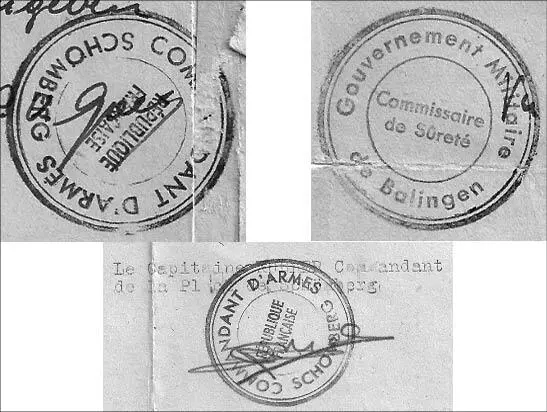 COMMANDANT D'ARMES
SCHOMBERG
RÉPUBLIQUE
FRANÇAISE
Gouvernement Militaire
de Balingen
Commissaire
de Sûreté
Le Capitaine Commandant
de la Pl
COMMANDANT D'ARMES
SCHOMBERG
RÉPUBLIQUE
FRANÇAISE